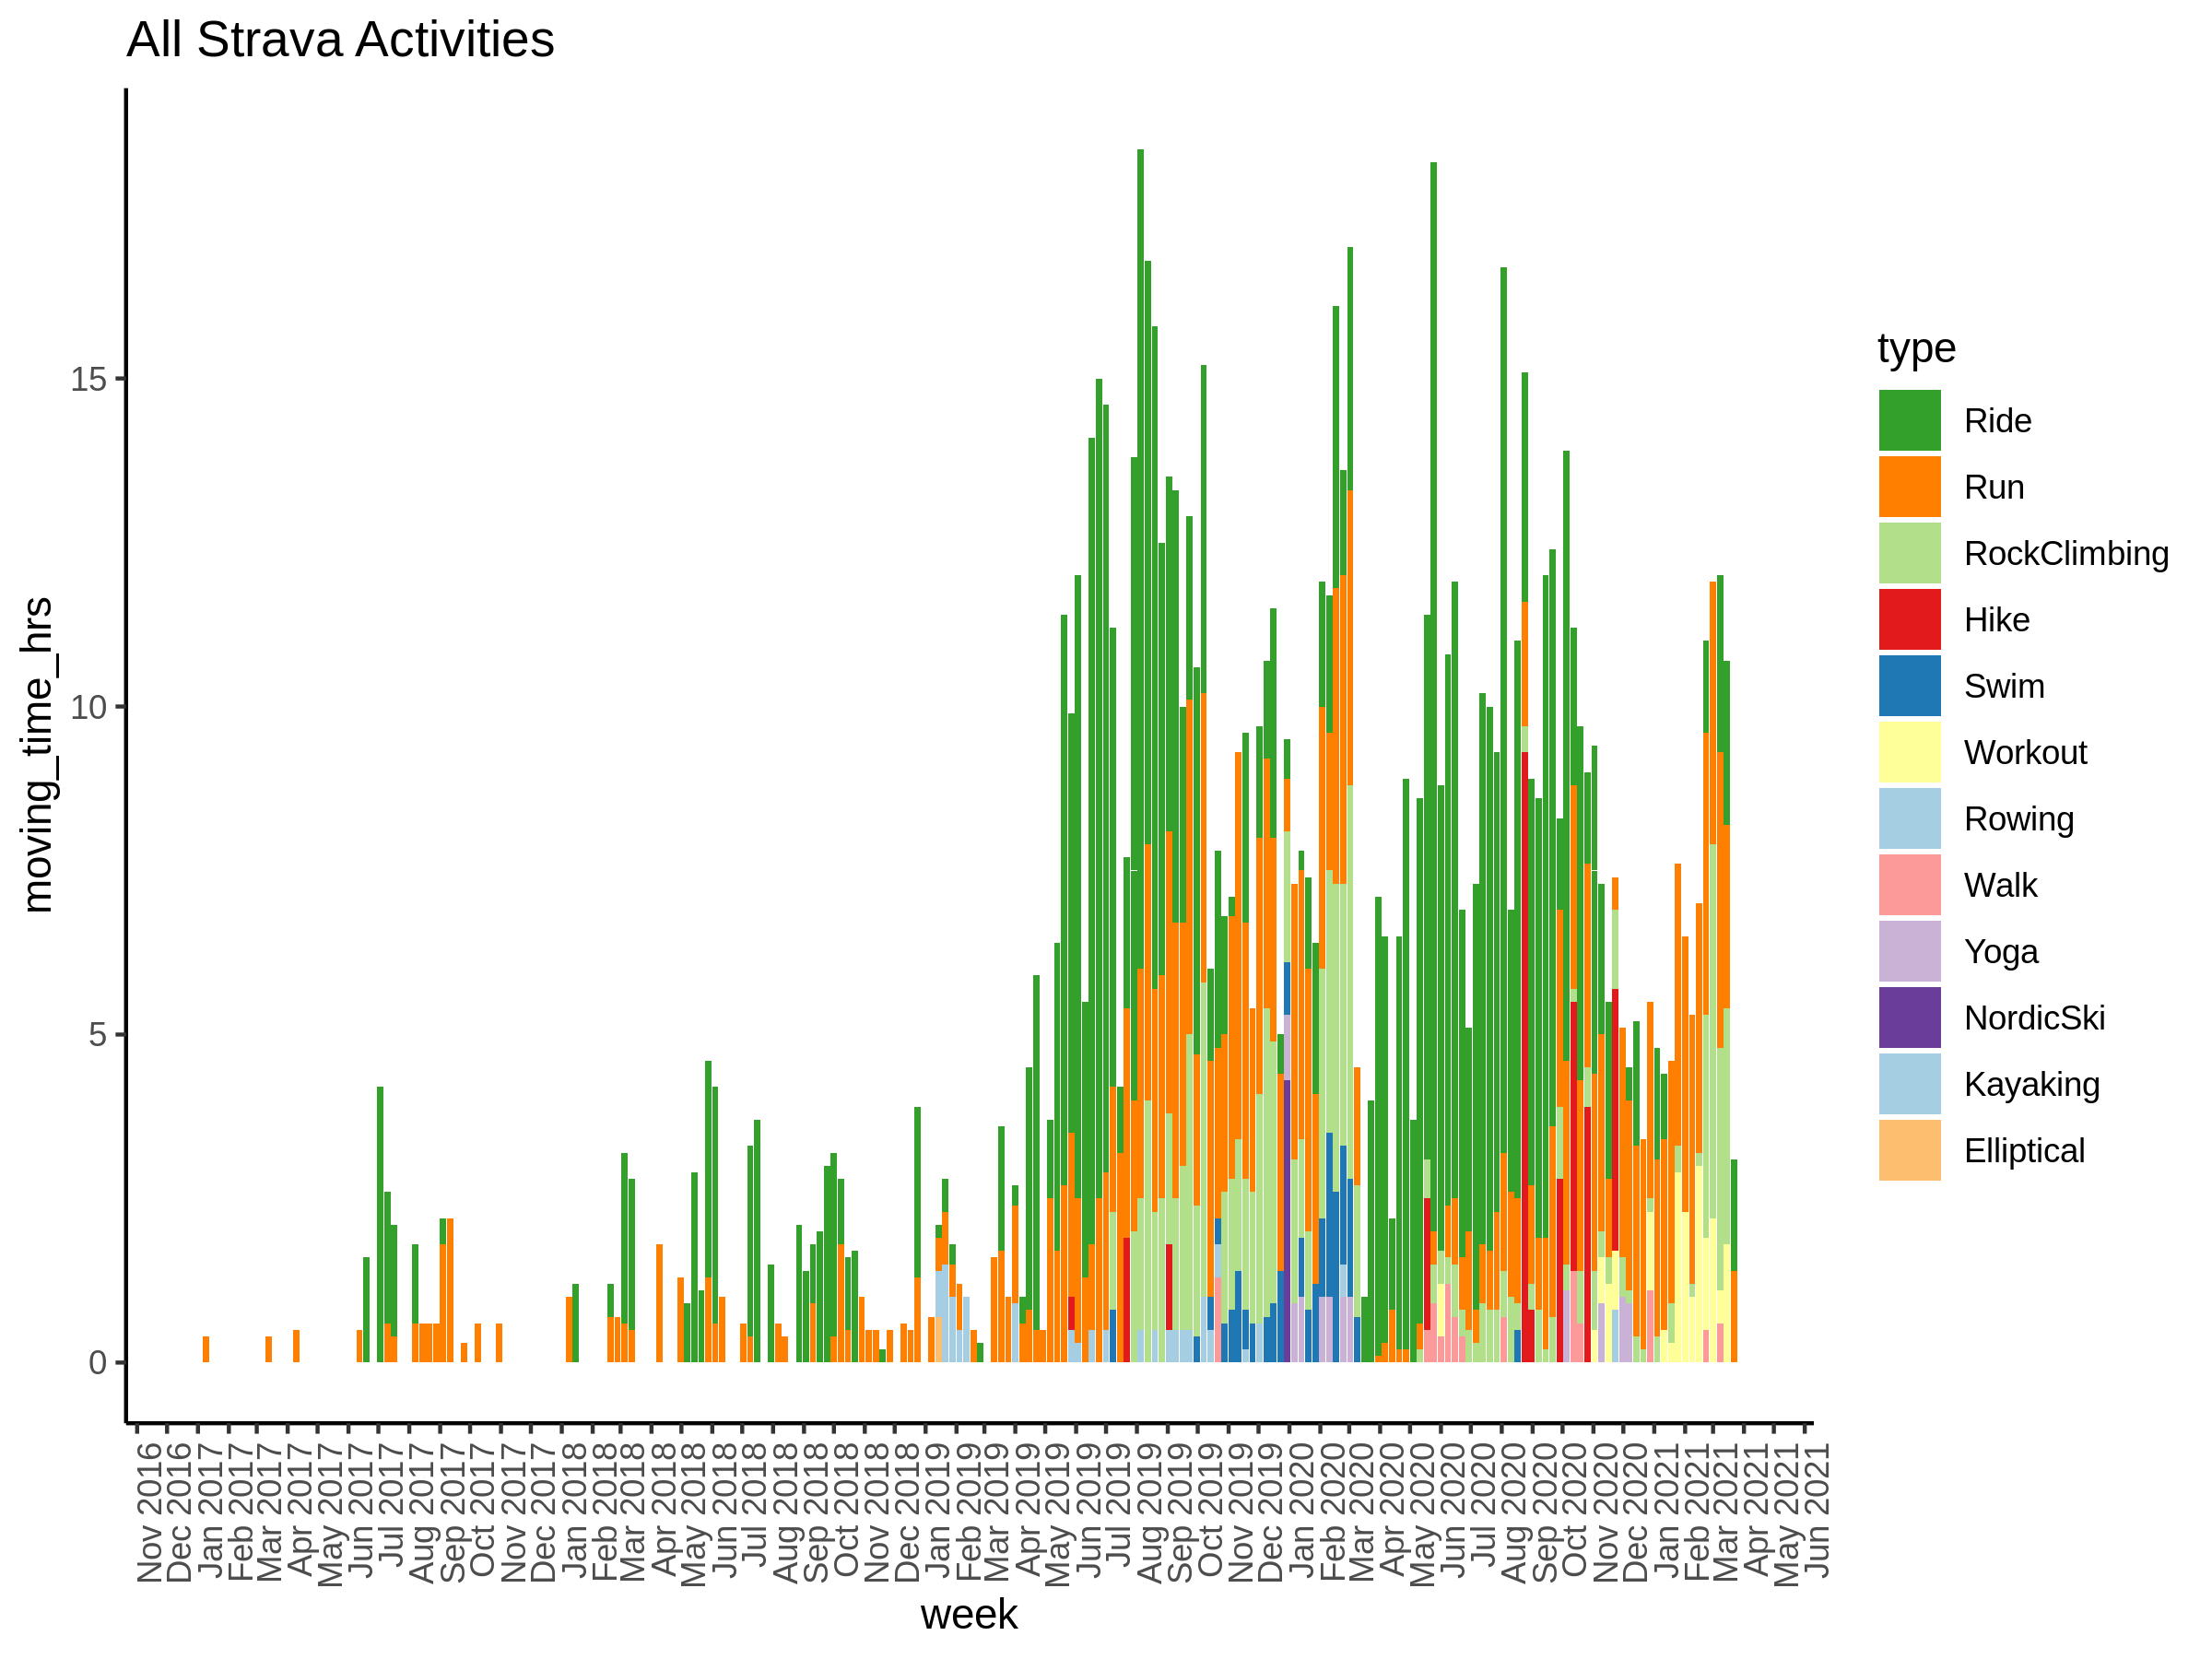 All Strava Activities
moving_time_hrs
15
10
5
0
Nov 2016
Dec 2016
Jan 2017
Feb 2017
Mar 2017
Apr 2017
May 2017
Jun 2017
Jul 2017
Aug 2017
Sep 2017
Oct 2017
Nov 2017
Dec 2017
Jan 2018
Feb 2018
Mar 2018
Apr 2018
May 2018
Jun 2018
Jul 2018
Aug 2018
Sep 2018
Oct 2018
Nov 2018
Dec 2018
Jan 2019
Feb 2019
Mar 2019
Apr 2019
May 2019
Jun 2019
Jul 2019
Aug 2019
Sep 2019
Oct 2019
Nov 2019
Dec 2019
Jan 2020
Feb 2020
Mar 2020
Apr 2020
May 2020
Jun 2020
Jul 2020
Aug 2020
Sep 2020
Oct 2020
Nov 2020
Dec 2020
Jan 2021
Feb 2021
Mar 2021
Apr 2021
May 2021
Jun 2021
week
type
Ride
Run
RockClimbing
Hike
Swim
Workout
Rowing
Walk
Yoga
NordicSki
Kayaking
Elliptical